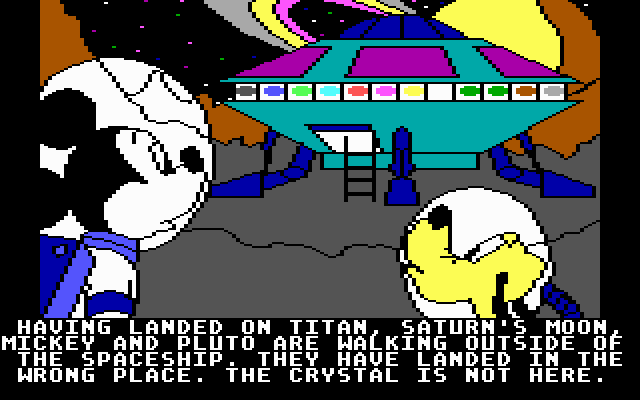 HAVING LANDED ON TITAN, SATURN'S MOON,
MICKEY AND PLUTO ARE WALKING OUTSIDE OF
THE SPACESHIP. THEY HAVE LANDED IN THE
WRONG PLACE. THE CRYSTAL IS NOT HERE.